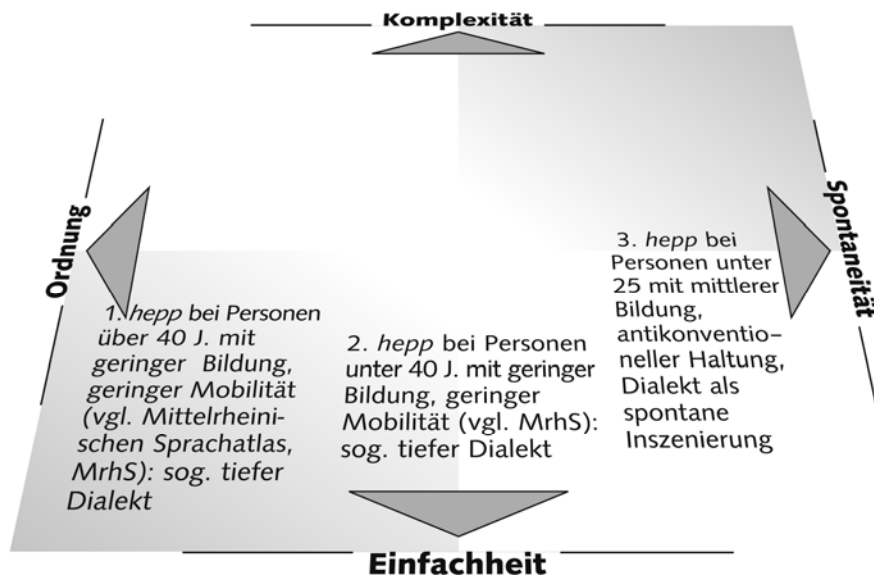 Komplexität
Ordnung
Spontaneität
1. hepp bei Personen
über 40 J. mit
geringer Bildung,
geringer Mobilität
(vgl. Mittelrheini-
schen Sprachatlas,
MrhS): sog. tiefer
Dialekt
2. hepp bei Personen
unter 40 J. mit geringer
Bildung, geringer
Mobilität (vgl. MrhS):
sog. tiefer Dialekt
3. hepp bei
Personen unter
25 mit mittlerer
Bildung,
antikonventio-
neller Haltung,
Dialekt als
spontane
Inszenierung
Einfachheit